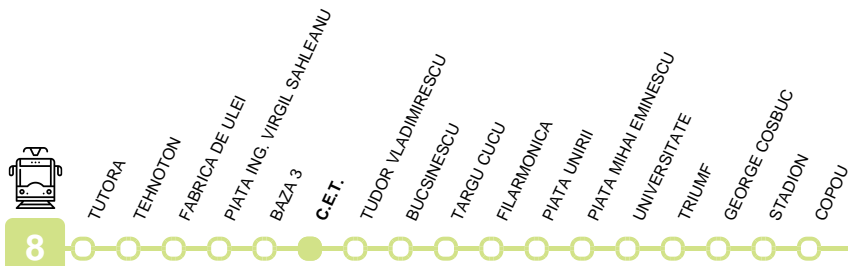 8
TUTORA
TEHNOTON
FABRICA DE ULEI
PIATA ING. VIRGIL SAHLEANU
BAZA 3
C.E.T.
TUDOR VLADIMIRESCU
BUCSINESCU
TARGU CUCU
FILARMONICA
PIATA UNIRII
PIATA MIHAI EMINESCU
UNIVERSITATE
TRIUMF
GEORGE COSBUC
STADION
COPOU